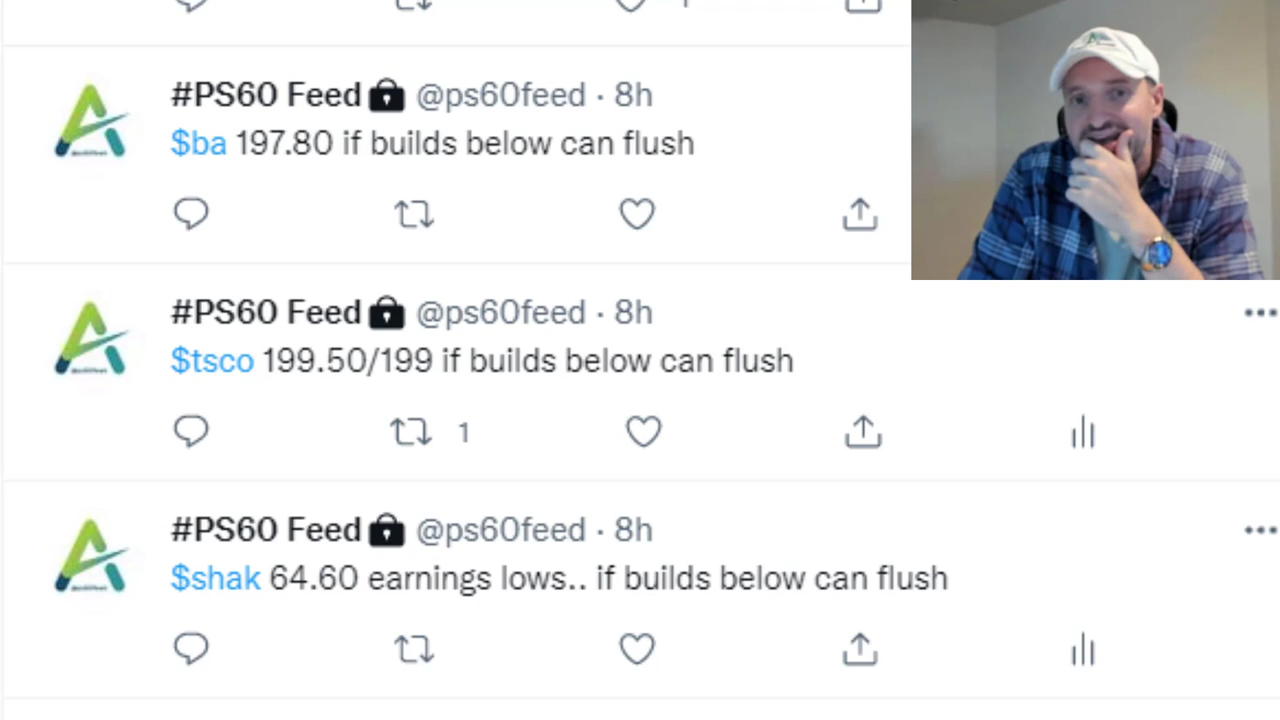 #PS60 Feed🔒 @ps60feed · 8h
$ba 197.80 if builds below can flush
#PS60 Feed🔒 @ps60feed · 8h
$tsco 199.50/199 if builds below can flush
1
#PS60 Feed🔒 @ps60feed · 8h
$shak 64.60 earnings lows.. if builds below can flush